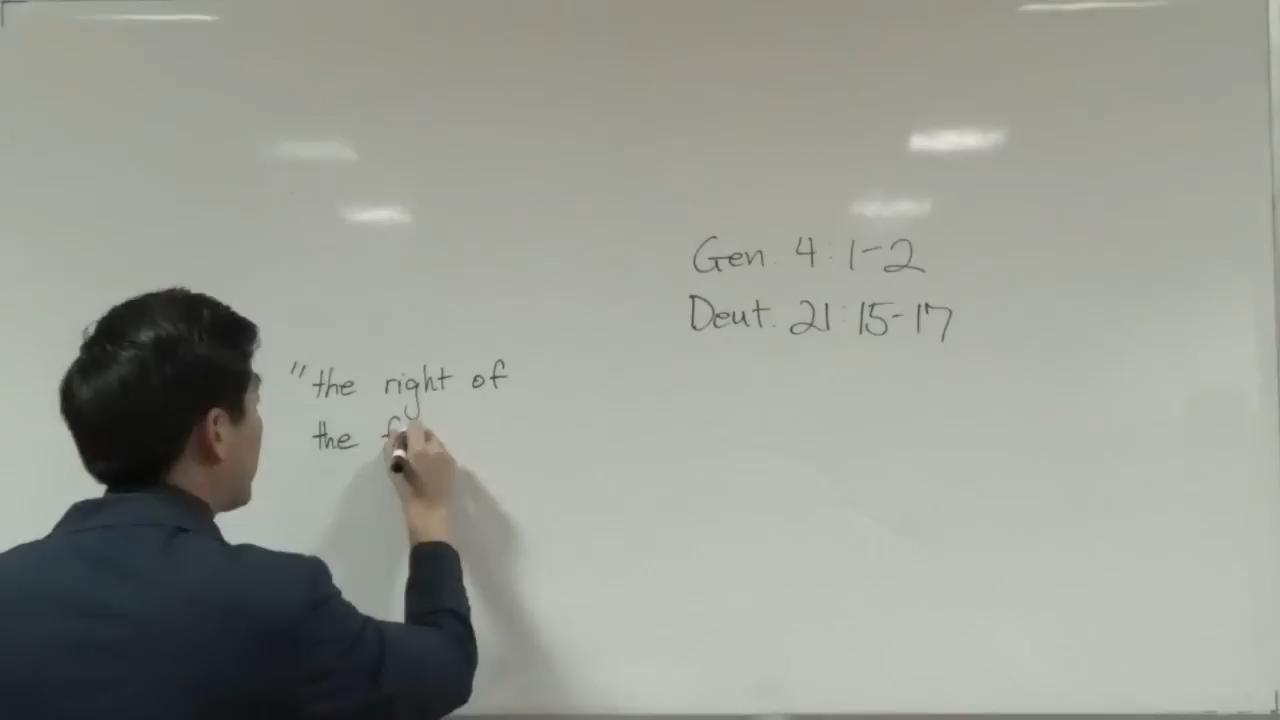 "the right of
the f
Gen. 4:1-2
Deut. 21:15-17